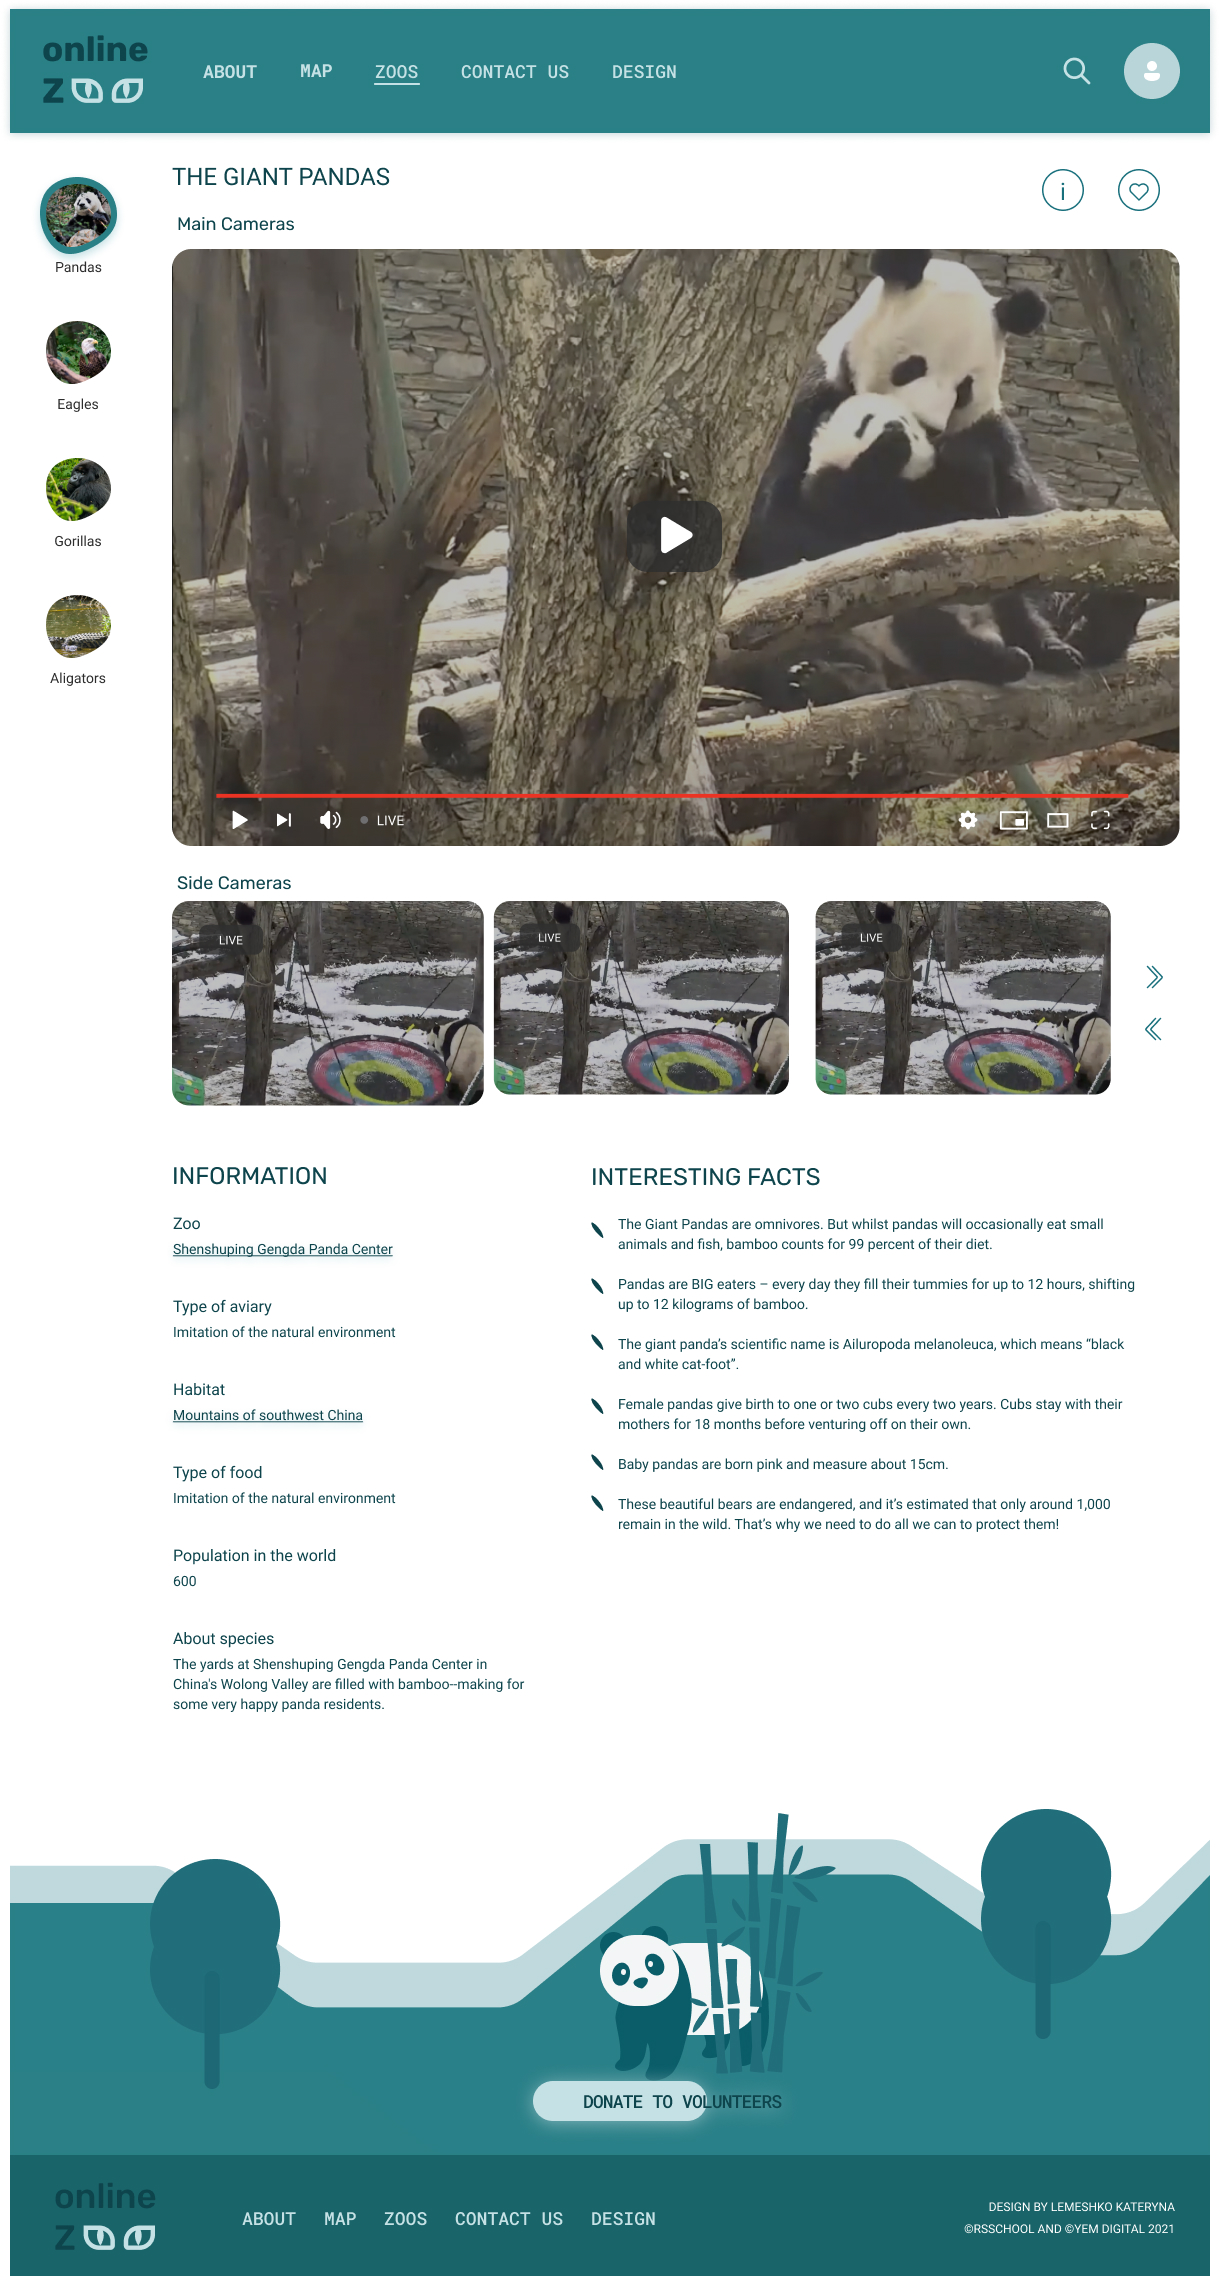 online
ZOO
ABOUT
MAP
ZOOS
CONTACT US
DESIGN
THE GIANT PANDAS
i
Main Cameras
Pandas
Eagles
Gorillas
Aligators
LIVE
Side Cameras
LIVE
LIVE
LIVE
INFORMATION
Zoo
Shenshuping Gengda Panda Center
Type of aviary
Imitation of the natural environment
Habitat
Mountains of southwest China
Type of food
Imitation of the natural environment
Population in the world
600
About species
The yards at Shenshuping Gengda Panda Center in
China's Wolong Valley are filled with bamboo--making for
some very happy panda residents.
INTERESTING FACTS
The Giant Pandas are omnivores. But whilst pandas will occasionally eat small
animals and fish, bamboo counts for 99 percent of their diet.
Pandas are BIG eaters – every day they fill their tummies for up to 12 hours, shifting
up to 12 kilograms of bamboo.
The giant panda’s scientific name is Ailuropoda melanoleuca, which means “black
and white cat-foot”.
Female pandas give birth to one or two cubs every two years. Cubs stay with their
mothers for 18 months before venturing off on their own.
Baby pandas are born pink and measure about 15cm.
These beautiful bears are endangered, and it’s estimated that only around 1,000
remain in the wild. That’s why we need to do all we can to protect them!
DONATE TO VOLUNTEERS
online
ZOO
ABOUT
MAP
ZOOS
CONTACT US
DESIGN
DESIGN BY LEMESHKO KATERYNA
©RSSCHOOL AND ©YEM DIGITAL 2021